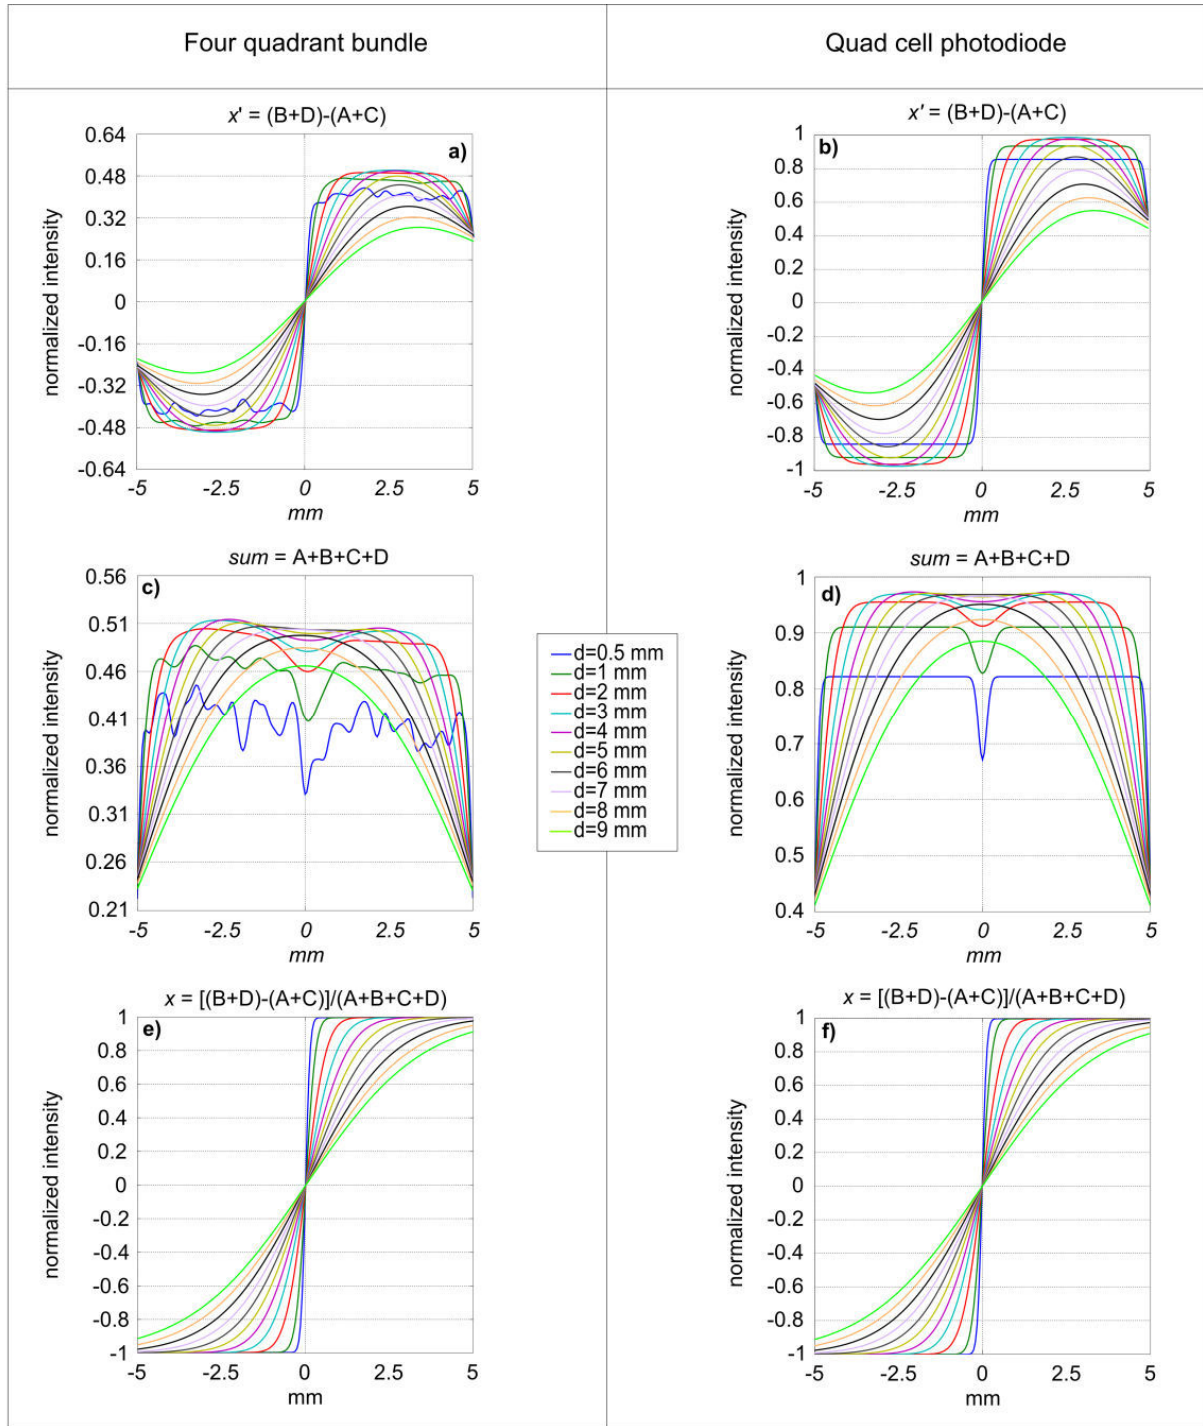 Four quadrant bundle
Quad cell photodiode
x' = (B+D)-(A+C)
a)
normalized intensity
0.64
0.48
0.32
0.16
0
-0.16
-0.32
-0.48
-0.64
-5
-2.5
0
2.5
5
mm
x' = (B+D)-(A+C)
b)
normalized intensity
1
0.8
0.6
0.4
0.2
0
-0.2
-0.4
-0.6
-0.8
-1
-5
-2.5
0
2.5
5
mm
sum = A+B+C+D
c)
normalized intensity
0.56
0.51
0.46
0.41
0.36
0.31
0.26
0.21
-5
-2.5
0
2.5
5
mm
d=0.5 mm
d=1 mm
d=2 mm
d=3 mm
d=4 mm
d=5 mm
d=6 mm
d=7 mm
d=8 mm
d=9 mm
sum = A+B+C+D
d)
normalized intensity
1
0.9
0.8
0.7
0.6
0.5
0.4
-5
-2.5
0
2.5
5
mm
x = [(B+D)-(A+C)]/(A+B+C+D)
e)
normalized intensity
1
0.8
0.6
0.4
0.2
0
-0.2
-0.4
-0.6
-0.8
-1
-5
-2.5
0
2.5
5
mm
x = [(B+D)-(A+C)]/(A+B+C+D)
f)
normalized intensity
1
0.8
0.6
0.4
0.2
0
-0.2
-0.4
-0.6
-0.8
-1
-5
-2.5
0
2.5
5
mm